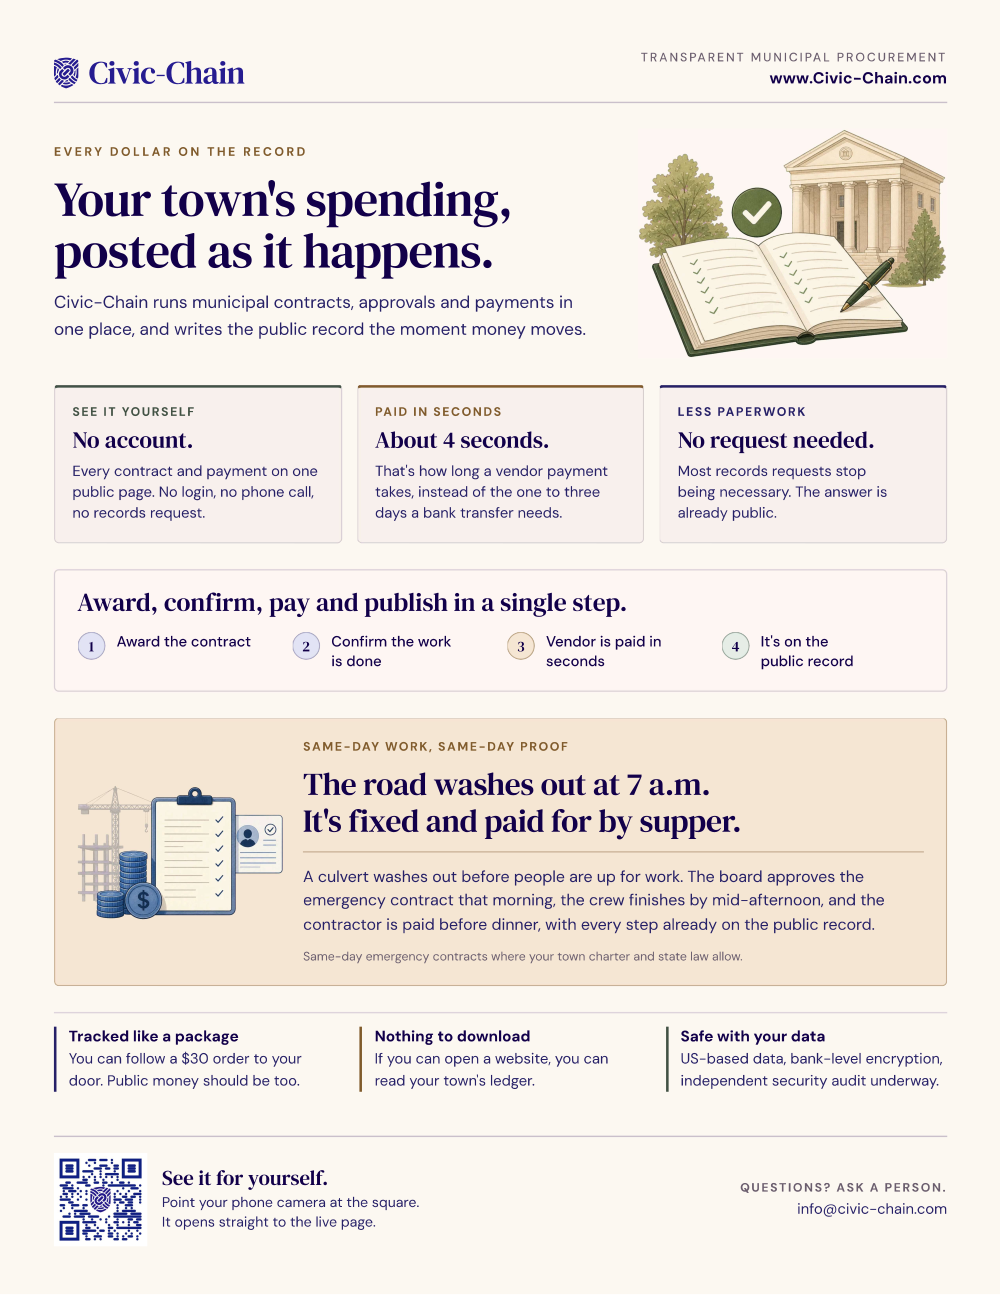 Civic-Chain
TRANSPARENT MUNICIPAL PROCUREMENT
www.Civic-Chain.com
EVERY DOLLAR ON THE RECORD
Your town's spending,
posted as it happens.
Civic-Chain runs municipal contracts, approvals and payments in
one place, and writes the public record the moment money moves.
SEE IT YOURSELF
No account.
Every contract and payment on one
public page. No login, no phone call,
no records request.
PAID IN SECONDS
About 4 seconds.
That's how long a vendor payment
takes, instead of the one to three
days a bank transfer needs.
LESS PAPERWORK
No request needed.
Most records requests stop
being necessary. The answer is
already public.
Award, confirm, pay and publish in a single step.
1 Award the contract
2 Confirm the work
is done
3 Vendor is paid in
seconds
4 It's on the
public record
$
SAME-DAY WORK, SAME-DAY PROOF
The road washes out at 7 a.m.
It's fixed and paid for by supper.
A culvert washes out before people are up for work. The board approves the
emergency contract that morning, the crew finishes by mid-afternoon, and the
contractor is paid before dinner, with every step already on the public record.
Same-day emergency contracts where your town charter and state law allow.
Tracked like a package
You can follow a $30 order to your
door. Public money should be too.
Nothing to download
If you can open a website, you can
read your town's ledger.
Safe with your data
US-based data, bank-level encryption,
independent security audit underway.
See it for yourself.
Point your phone camera at the square.
It opens straight to the live page.
QUESTIONS? ASK A PERSON.
info@civic-chain.com